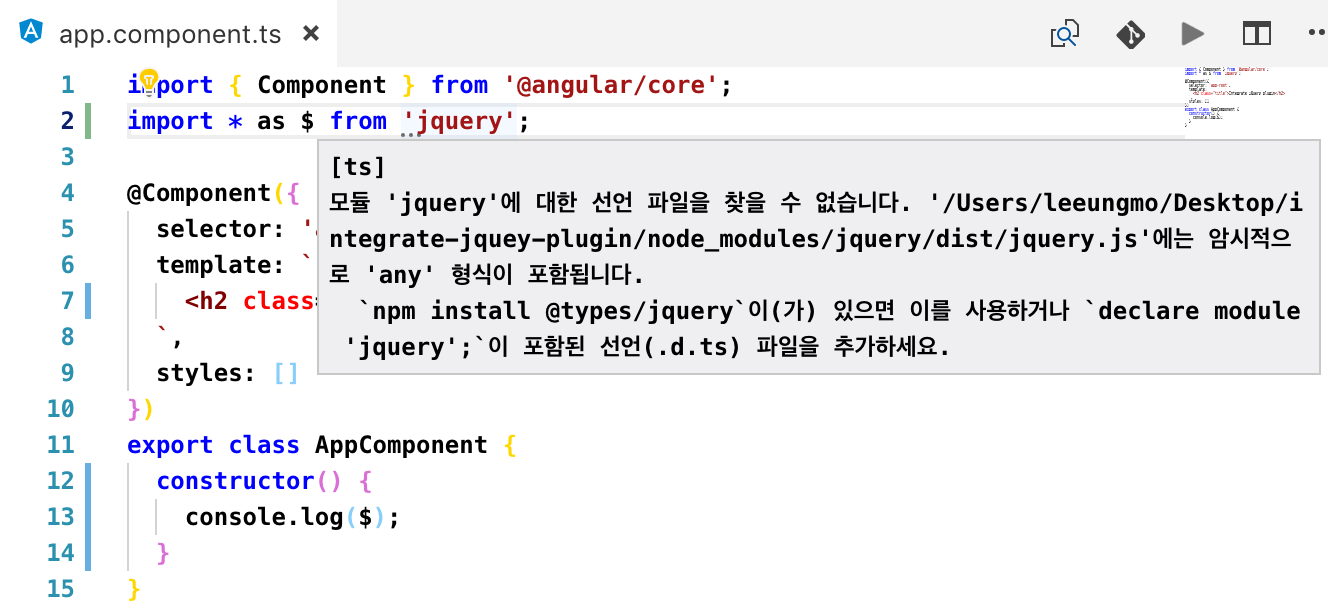 app.component.ts ×
1 import { Component } from '@angular/core';
2 import * as $ from 'jquery';
3
[ts]
모듈 'jquery'에 대한 선언 파일을 찾을 수 없습니다. '/Users/leeungmo/Desktop/i
ntegrate-jquey-plugin/node_modules/jquery/dist/jquery.js'에는 암시적으
로 'any' 형식이 포함됩니다.
`npm install @types/jquery`이(가) 있으면 이를 사용하거나 `declare module
'jquery';`이 포함된 선언(.d.ts) 파일을 추가하세요.
4 @Component({
5 selector: '
6 template: `
7 <h2 class=
8 `,
9 styles: []
10 })
11 export class AppComponent {
12 constructor() {
13 console.log($);
14 }
15 }